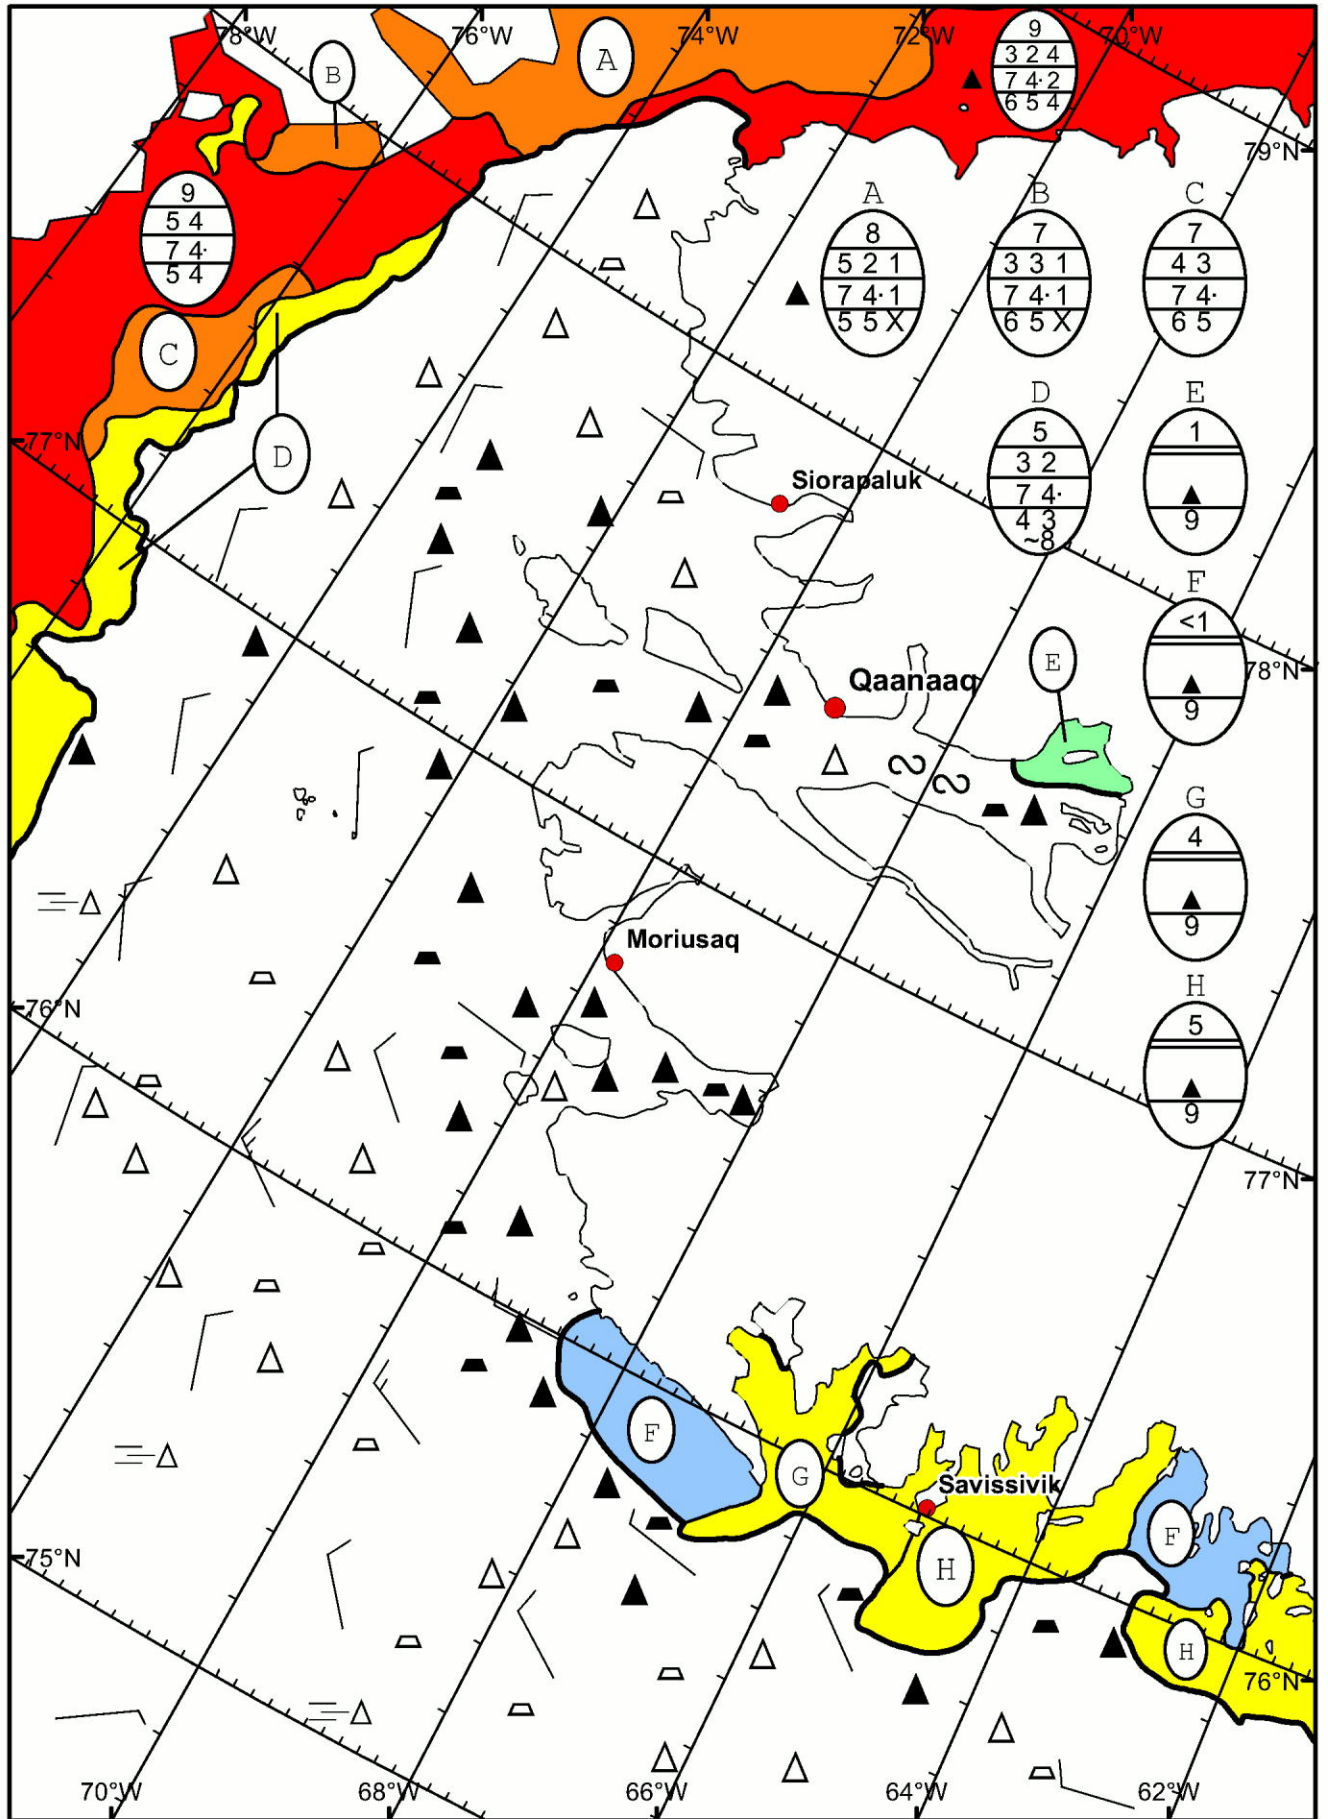 78°W
76°W
74°W
72°W
70°W
9
3 2 4
7 4· 2
6 5 4
B
A
79°N
9
5 4
7 4·
5 4
A
8
5 2 1
7 4· 1
5 5 X
B
7
3 3 1
7 4· 1
6 5 X
C
7
4 3
7 4·
6 5
C
77°N
D
D
5
3 2
7 4·
4 3
~8
E
1
9
Siorapaluk
F
<1
9
E
78°N
Qaanaaq
G
4
9
Moriusaq
76°N
H
5
9
77°N
F
G
Savissivik
F
H
75°N
H
76°N
70°W
68°W
66°W
64°W
62°W